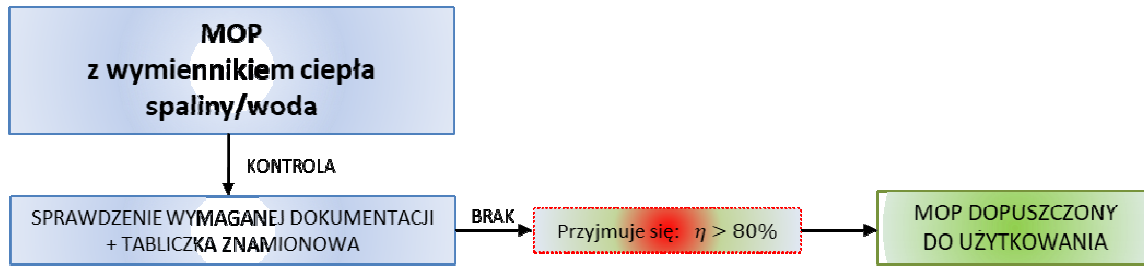 MOP
z wymiennikiem ciepła
spaliny/woda
KONTROLA
SPRAWDZENIE WYMAGANEJ DOKUMENTACJI
+ TABLICZKA ZNAMIONOWA
BRAK
Przyjmuje się: η > 80%
MOP DOPUSZCZONY
DO UŻYTKOWANIA